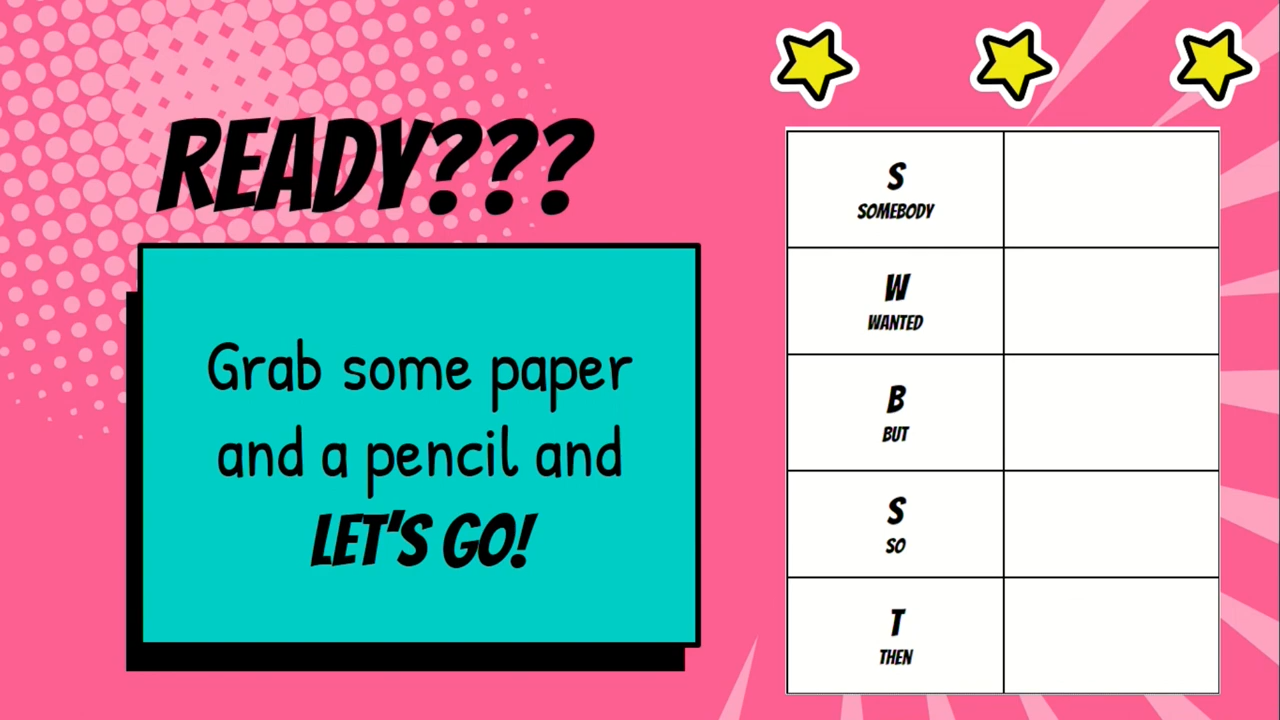 READY???
Grab some paper
and a pencil and
LET'S GO!
S
SOMEBODY
W
WANTED
B
BUT
S
SO
T
THEN